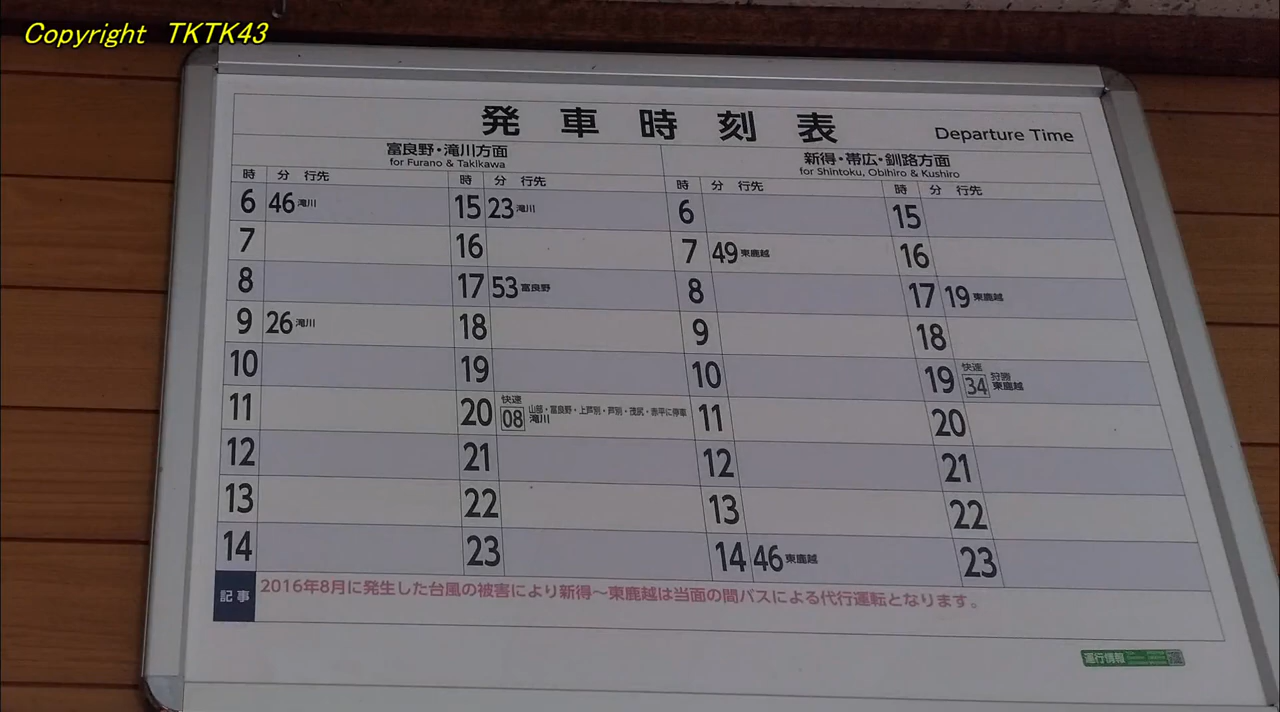 Copyright TKTK43
発車時刻表 Departure Time
富良野・滝川方面
for Furano & Takikawa
新得・帯広・釧路方面
for Shintoku, Obihiro & Kushiro
時 分 行先 時 分 行先 時 分 行先 時 分 行先
6 46 滝川 15 23 滝川 6 15
7 16 7 49 東鹿越 16
8 17 53 富良野 8 17 19 東鹿越
9 26 滝川 18 9 18
10 19 10 19 快速 34 狩勝 東鹿越
11 20 快速 08 山部・富良野・上芦別・芦別・茂尻・赤平に停車 滝川 11 20
12 21 12 21
13 22 13 22
14 23 14 46 東鹿越 23
記事 2016年8月に発生した台風の被害により新得～東鹿越は当面の間バスによる代行運転となります。
運行情報